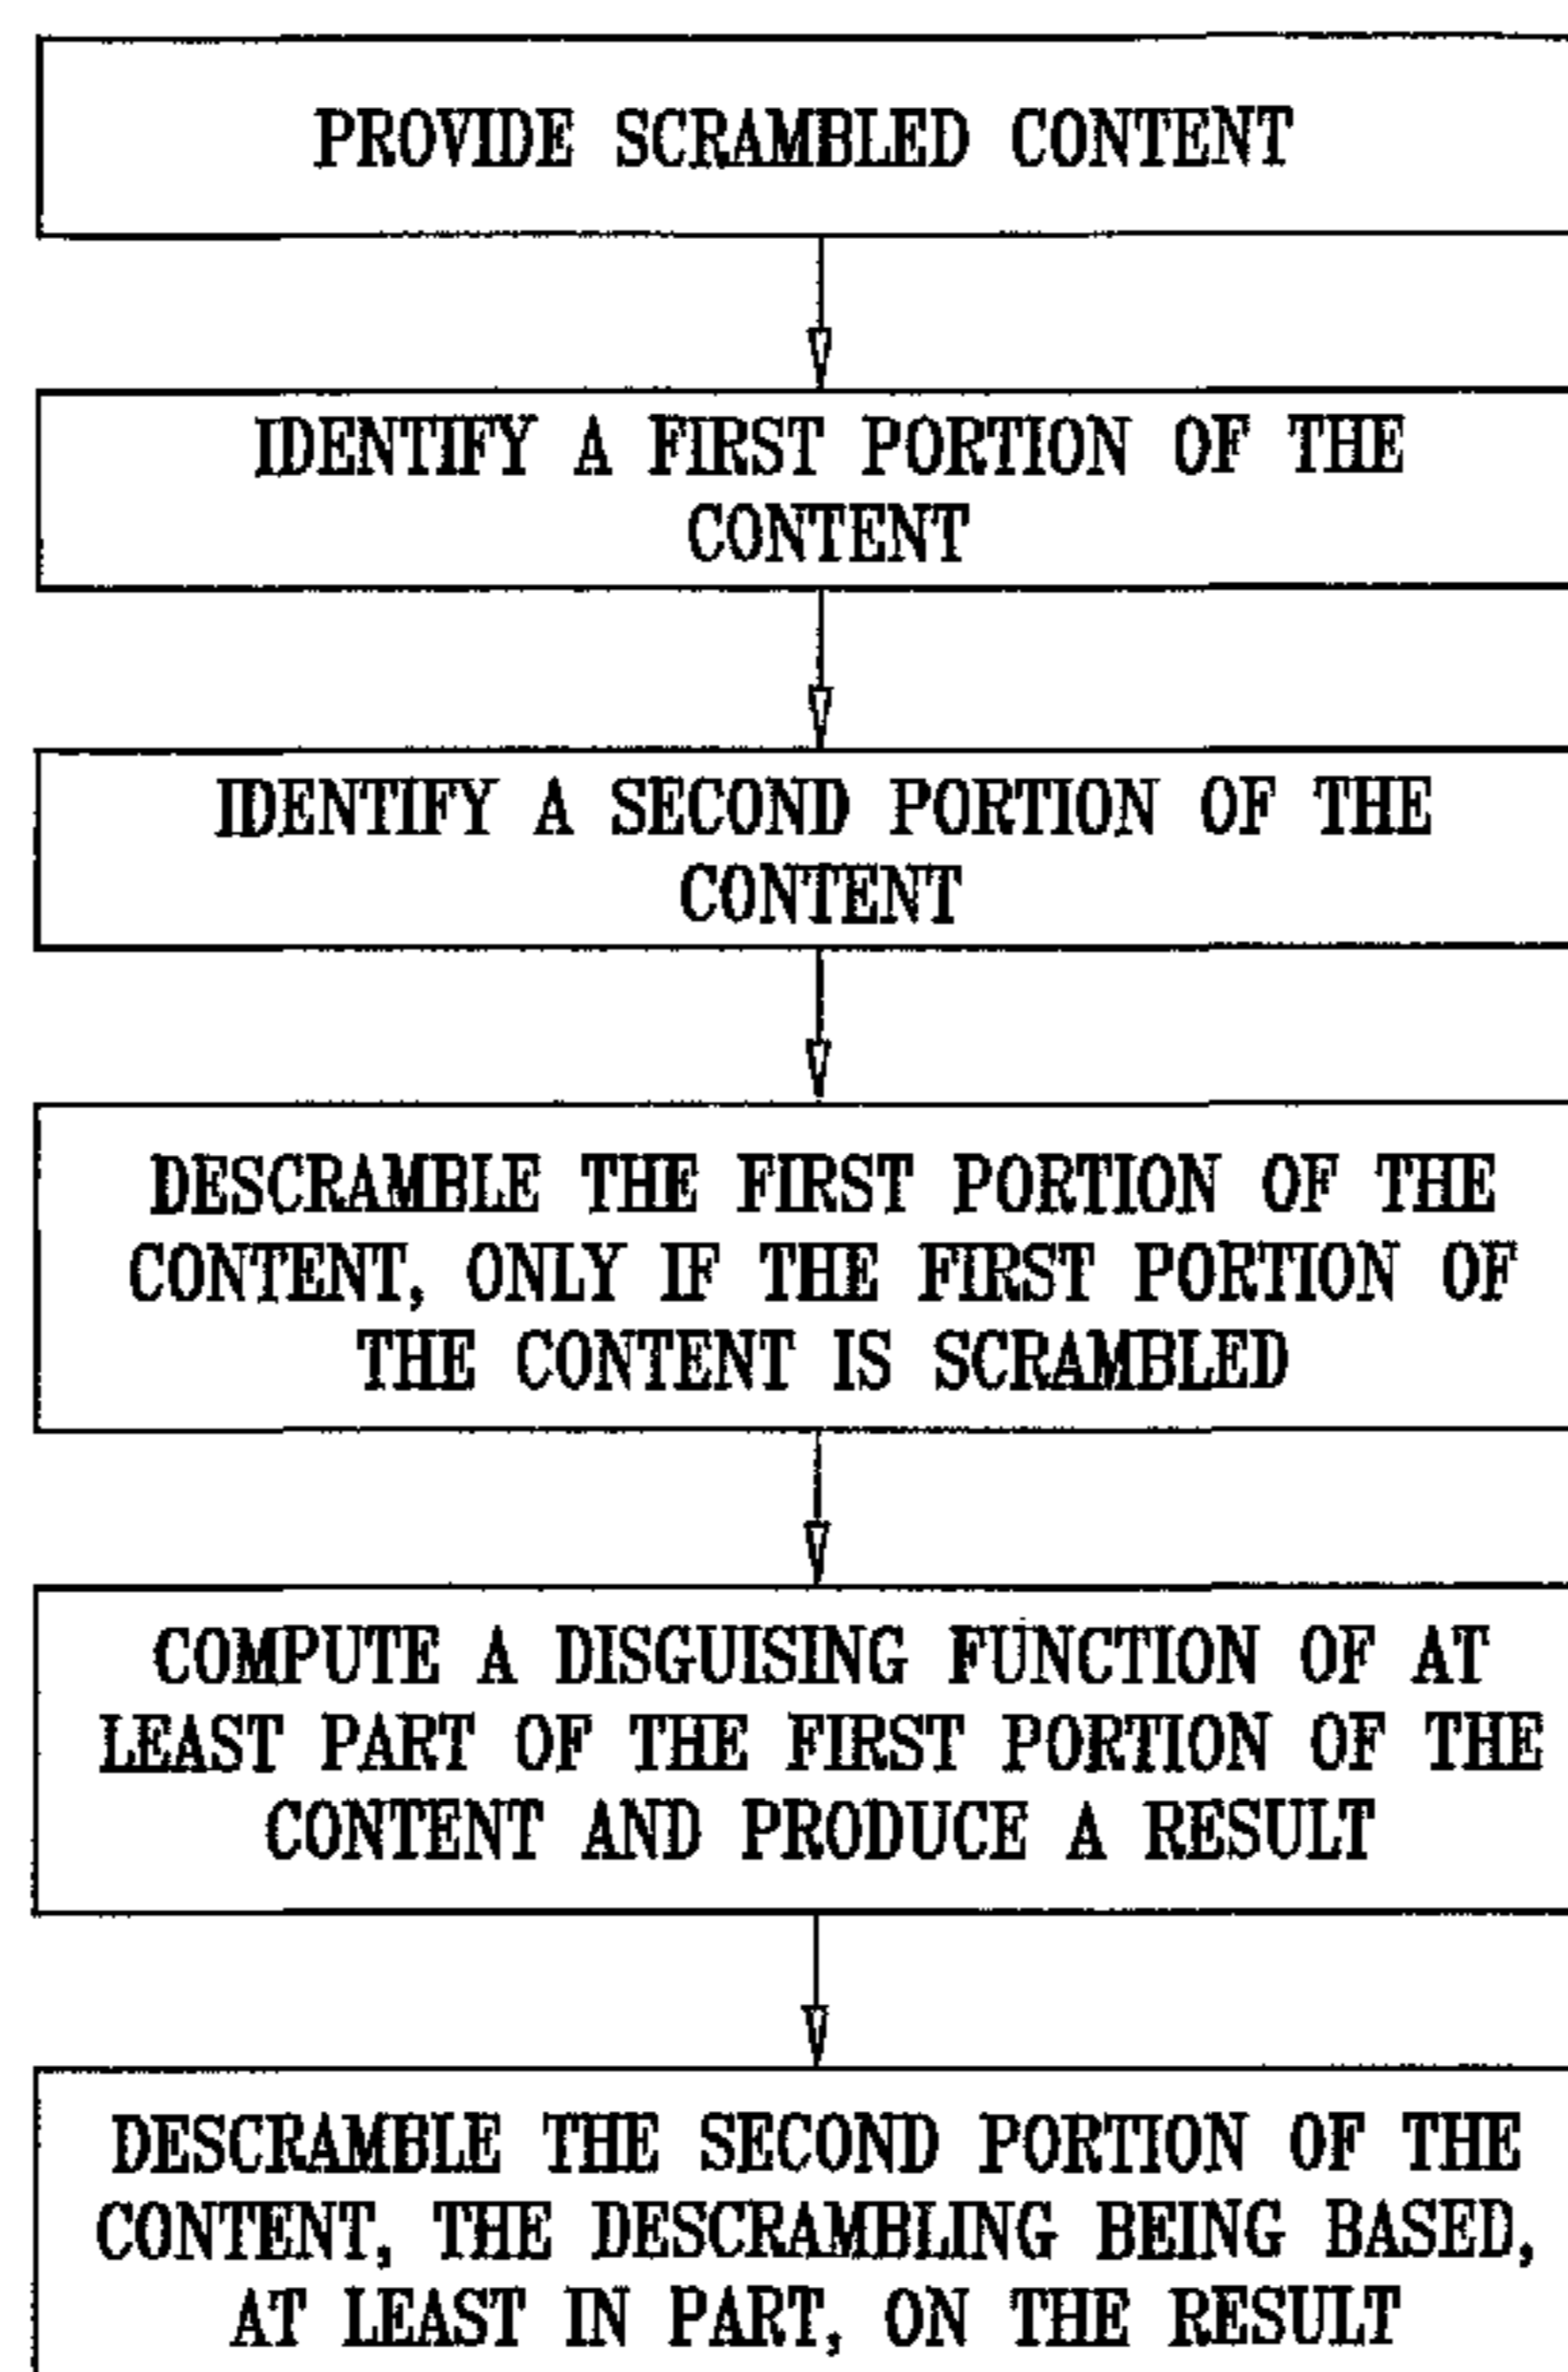 PROVIDE SCRAMBLED CONTENT
IDENTIFY A FIRST PORTION OF THE
CONTENT
IDENTIFY A SECOND PORTION OF THE
CONTENT
DESCRAMBLE THE FIRST PORTION OF THE
CONTENT, ONLY IF THE FIRST PORTION OF
THE CONTENT IS SCRAMBLED
COMPUTE A DISGUISING FUNCTION OF AT
LEAST PART OF THE FIRST PORTION OF THE
CONTENT AND PRODUCE A RESULT
DESCRAMBLE THE SECOND PORTION OF THE
CONTENT, THE DESCRAMBLING BEING BASED,
AT LEAST IN PART, ON THE RESULT